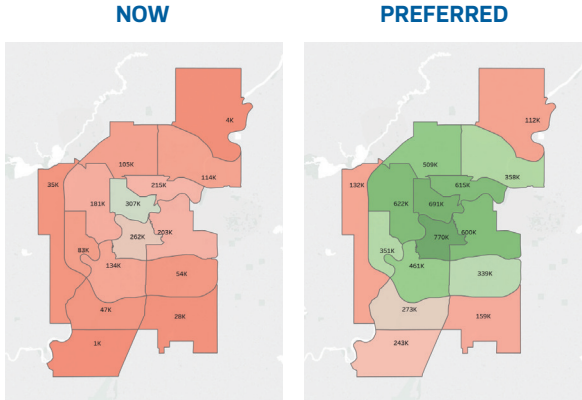 NOW
4K
105K
114K
35K
215K
181K
307K
203K
262K
83K
134K
54K
47K
28K
1K
PREFERRED
112K
509K
358K
132K
615K
622K
691K
600K
770K
351K
461K
339K
273K
159K
243K